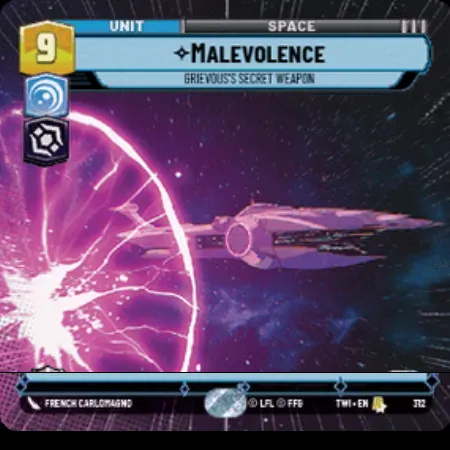 UNIT
SPACE
9
MALEVOLENCE
GRIEVOUS'S SECRET WEAPON
FRENCH CARLOMAGNO
© LFL © FFG
TWI • EN
312